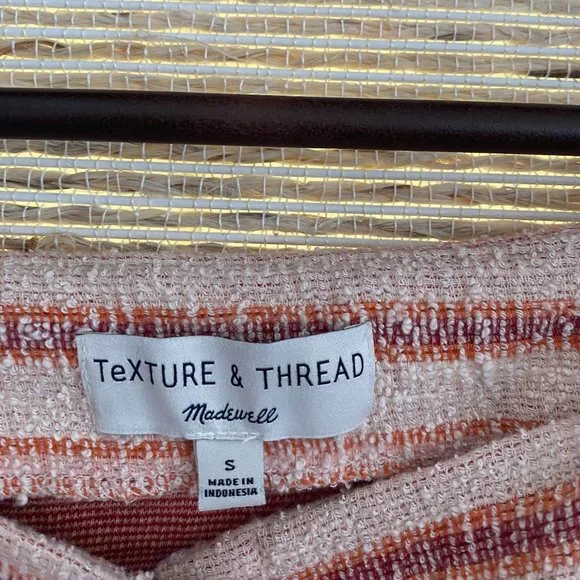 TeXTURE & THREAD
Madewell
S
MADE IN
INDONESIA